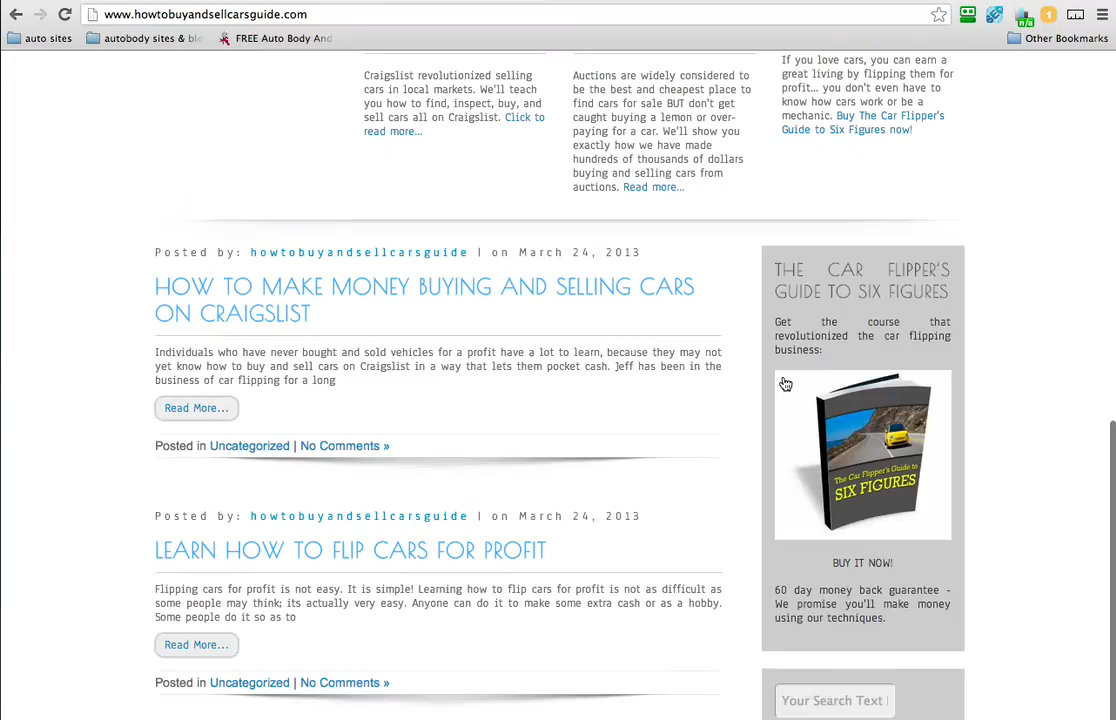 www.howtobuyandsellcarsguide.com
n/a
1
auto sites
autobody sites & blo
FREE Auto Body And
Other Bookmarks
Craigslist revolutionized selling
cars in local markets. We'll teach
you how to find, inspect, buy, and
sell cars all on Craigslist. Click to
read more...
Auctions are widely considered to
be the best and cheapest place to
find cars for sale BUT don't get
caught buying a lemon or over-
paying for a car. We'll show you
exactly how we have made
hundreds of thousands of dollars
buying and selling cars from
auctions. Read more...
If you love cars, you can earn a
great living by flipping them for
profit... you don't even have to
know how cars work or be a
mechanic. Buy The Car Flipper's
Guide to Six Figures now!
Posted by: howtobuyandsellcarsguide | on March 24, 2013
HOW TO MAKE MONEY BUYING AND SELLING CARS
ON CRAIGSLIST
Individuals who have never bought and sold vehicles for a profit have a lot to learn, because they may not
yet know how to buy and sell cars on Craigslist in a way that lets them pocket cash. Jeff has been in the
business of car flipping for a long
Read More...
Posted in Uncategorized | No Comments »
Posted by: howtobuyandsellcarsguide | on March 24, 2013
LEARN HOW TO FLIP CARS FOR PROFIT
Flipping cars for profit is not easy. It is simple! Learning how to flip cars for profit is not as difficult as
some people may think; its actually very easy. Anyone can do it to make some extra cash or as a hobby.
Some people do it so as to
Read More...
Posted in Uncategorized | No Comments »
THE CAR FLIPPER'S
GUIDE TO SIX FIGURES
Get the course that
revolutionized the car flipping
business:
The Car Flipper's Guide to
SIX FIGURES
BUY IT NOW!
60 day money back guarantee -
We promise you'll make money
using our techniques.
Your Search Text